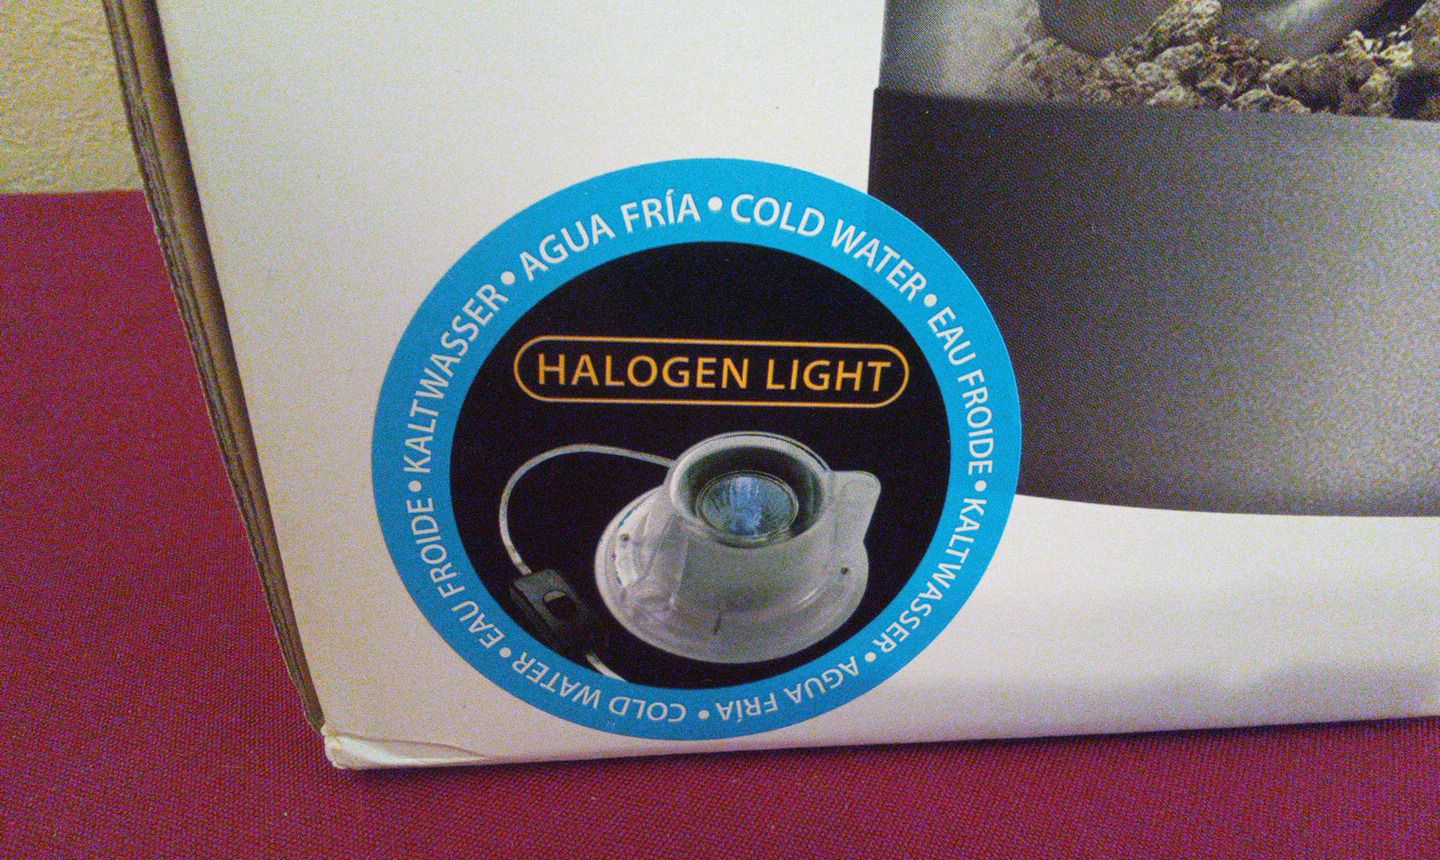 AGUA FRÍA • COLD WATER • EAU FROIDE • KALTWASSER • AGUA FRÍA • COLD WATER • EAU FROIDE • KALTWASSER •
HALOGEN LIGHT